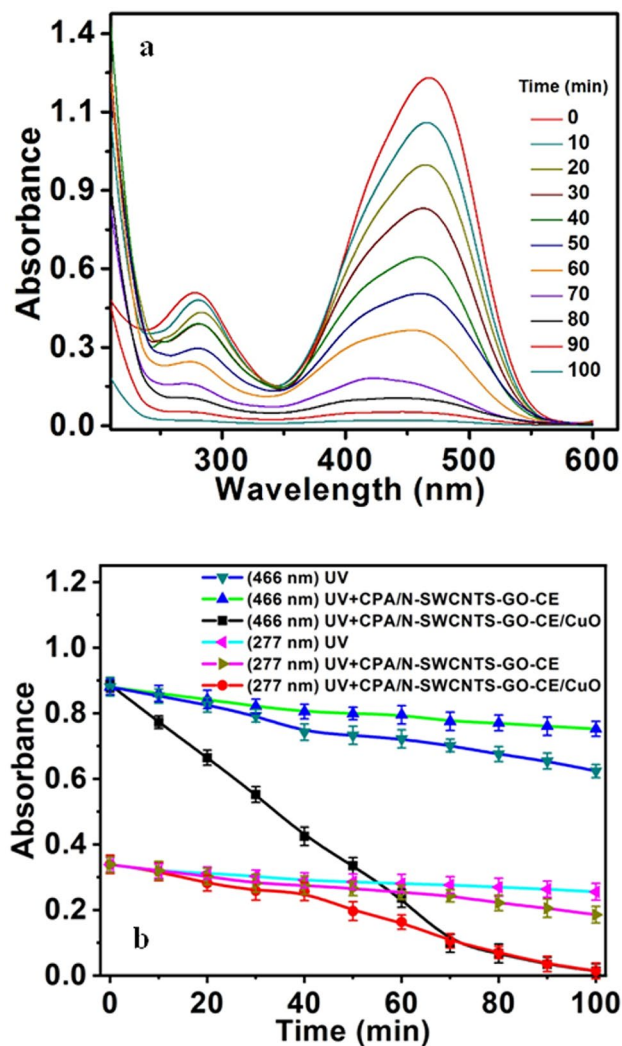 a
1.4
1.1
0.9
0.6
0.3
0.0
Absorbance
Time (min)
0
10
20
30
40
50
60
70
80
90
100
300 400 500 600
Wavelength (nm)
1.2
1.0
0.8
0.6
0.4
0.2
0.0
Absorbance
(466 nm) UV
(466 nm) UV+CPA/N-SWCNTS-GO-CE
(466 nm) UV+CPA/N-SWCNTS-GO-CE/CuO
(277 nm) UV
(277 nm) UV+CPA/N-SWCNTS-GO-CE
(277 nm) UV+CPA/N-SWCNTS-GO-CE/CuO
b
0 20 40 60 80 100
Time (min)